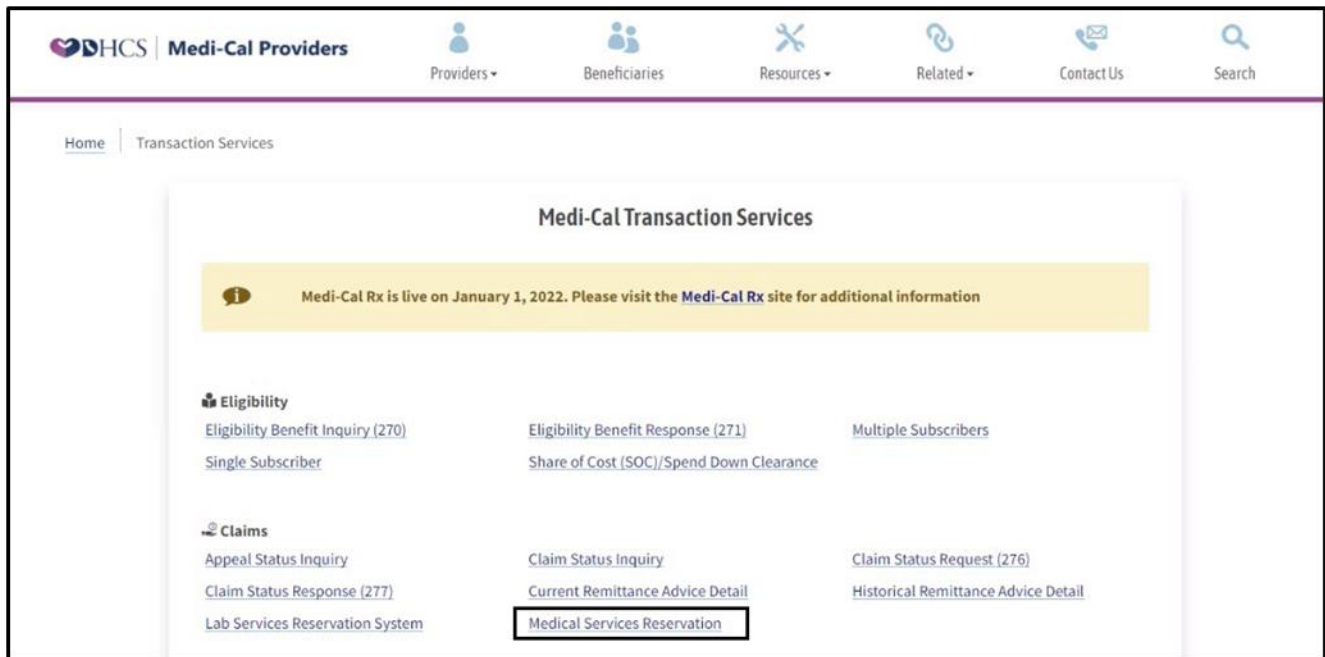 DHCS | Medi-Cal Providers
Providers Beneficiaries Resources Related Contact Us Search
Home Transaction Services
Medi-Cal Transaction Services
Medi-Cal Rx is live on January 1, 2022. Please visit the Medi-Cal Rx site for additional information
Eligibility
Eligibility Benefit Inquiry (270) Eligibility Benefit Response (271) Multiple Subscribers
Single Subscriber Share of Cost (SOC)/Spend Down Clearance
Claims
Appeal Status Inquiry Claim Status Inquiry Claim Status Request (276)
Claim Status Response (277) Current Remittance Advice Detail Historical Remittance Advice Detail
Lab Services Reservation System Medical Services Reservation